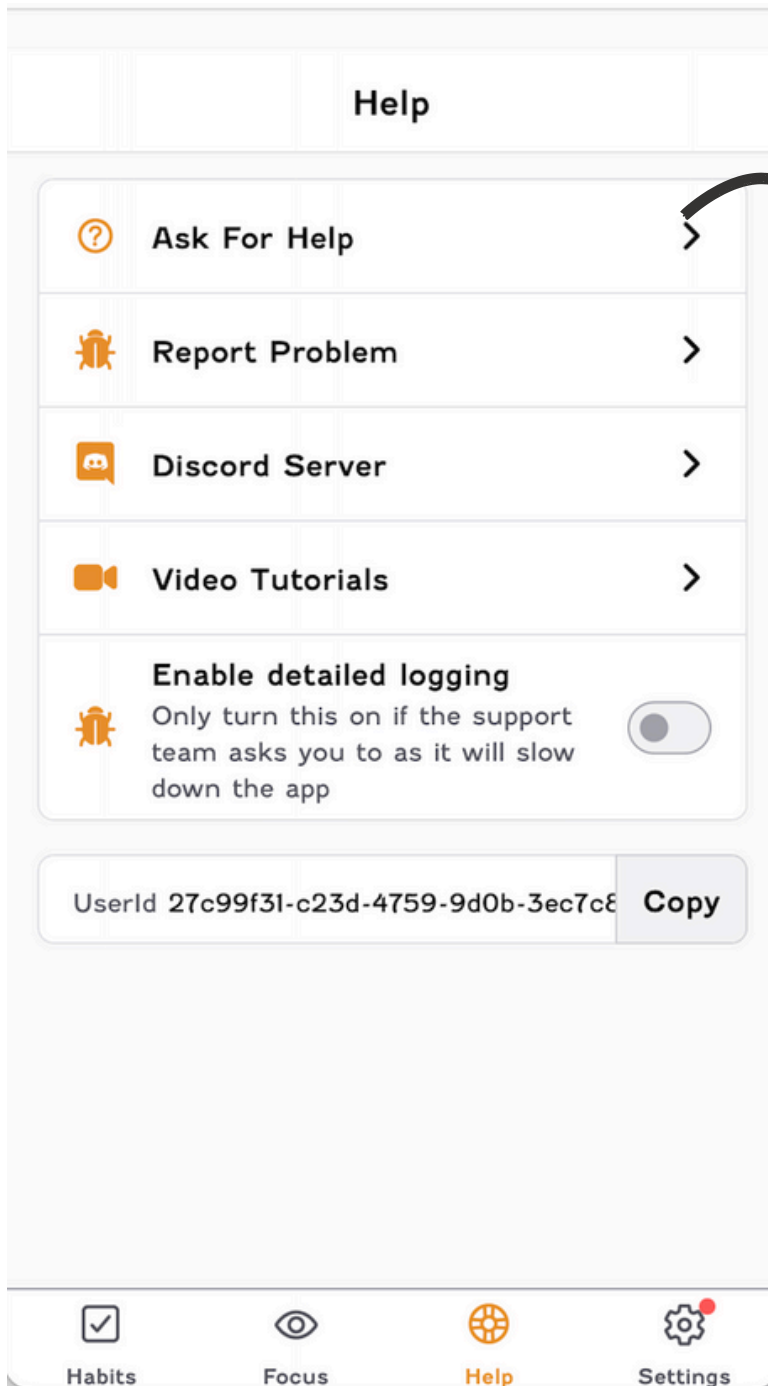 Help
Ask For Help
Report Problem
Discord Server
Video Tutorials
Enable detailed logging
Only turn this on if the support
team asks you to as it will slow
down the app
UserId 27c99f31-c23d-4759-9d0b-3ec7c8
Copy
Habits
Focus
Help
Settings